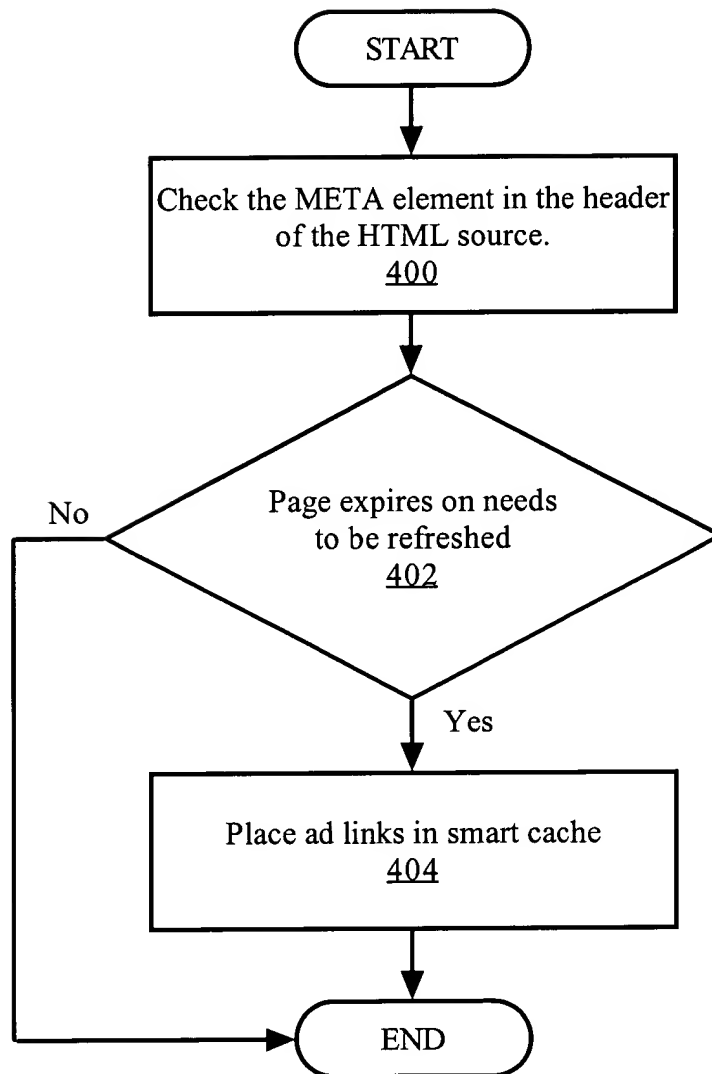 START
Check the META element in the header
of the HTML source.
400
No
Page expires on needs
to be refreshed
402
Yes
Place ad links in smart cache
404
END